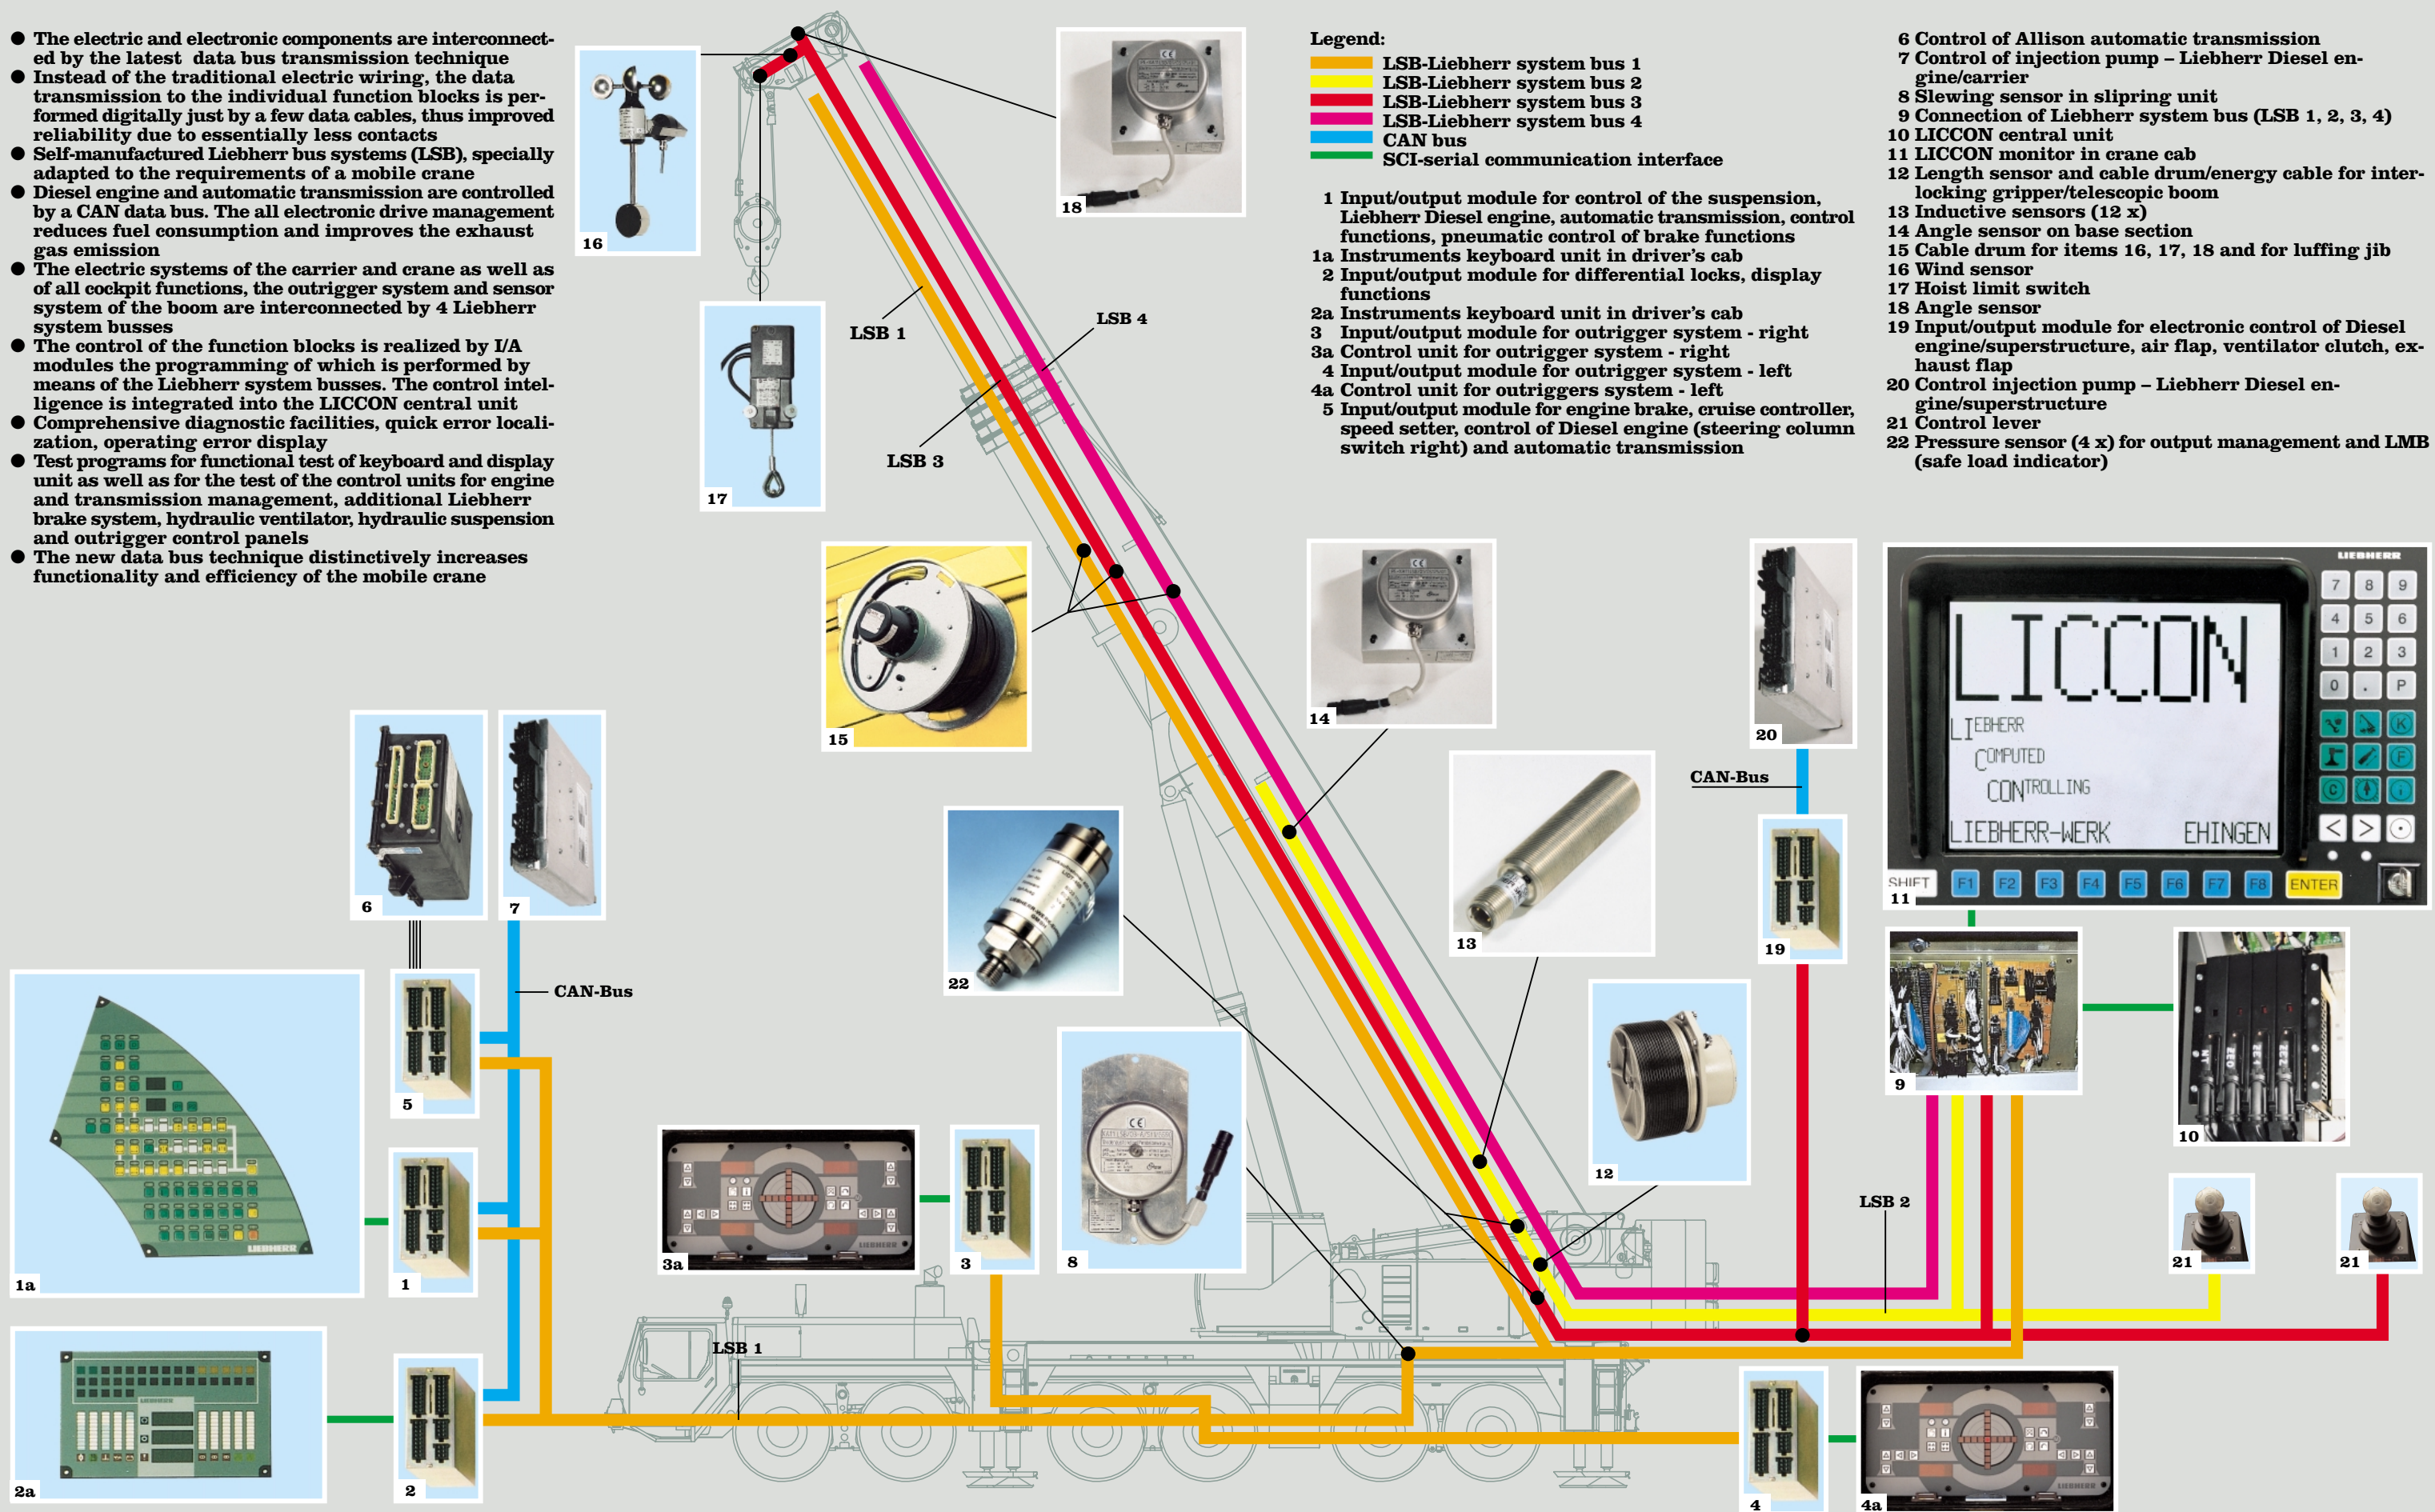 ● The electric and electronic components are interconnect-
ed by the latest data bus transmission technique
● Instead of the traditional electric wiring, the data
transmission to the individual function blocks is per-
formed digitally just by a few data cables, thus improved
reliability due to essentially less contacts
● Self-manufactured Liebherr bus systems (LSB), specially
adapted to the requirements of a mobile crane
● Diesel engine and automatic transmission are controlled
by a CAN data bus. The all electronic drive management
reduces fuel consumption and improves the exhaust
gas emission
● The electric systems of the carrier and crane as well as
of all cockpit functions, the outrigger system and sensor
system of the boom are interconnected by 4 Liebherr
system busses
● The control of the function blocks is realized by I/A
modules the programming of which is performed by
means of the Liebherr system busses. The control intel-
ligence is integrated into the LICCON central unit
● Comprehensive diagnostic facilities, quick error locali-
zation, operating error display
● Test programs for functional test of keyboard and display
unit as well as for the test of the control units for engine
and transmission management, additional Liebherr
brake system, hydraulic ventilator, hydraulic suspension
and outrigger control panels
● The new data bus technique distinctively increases
functionality and efficiency of the mobile crane
Legend:
LSB-Liebherr system bus 1
LSB-Liebherr system bus 2
LSB-Liebherr system bus 3
LSB-Liebherr system bus 4
CAN bus
SCI-serial communication interface
1 Input/output module for control of the suspension,
Liebherr Diesel engine, automatic transmission, control
functions, pneumatic control of brake functions
1a Instruments keyboard unit in driver's cab
2 Input/output module for differential locks, display
functions
2a Instruments keyboard unit in driver's cab
3 Input/output module for outrigger system - right
3a Control unit for outrigger system - right
4 Input/output module for outrigger system - left
4a Control unit for outriggers system - left
5 Input/output module for engine brake, cruise controller,
speed setter, control of Diesel engine (steering column
switch right) and automatic transmission
6 Control of Allison automatic transmission
7 Control of injection pump – Liebherr Diesel en-
gine/carrier
8 Slewing sensor in slipring unit
9 Connection of Liebherr system bus (LSB 1, 2, 3, 4)
10 LICCON central unit
11 LICCON monitor in crane cab
12 Length sensor and cable drum/energy cable for inter-
locking gripper/telescopic boom
13 Inductive sensors (12 x)
14 Angle sensor on base section
15 Cable drum for items 16, 17, 18 and for luffing jib
16 Wind sensor
17 Hoist limit switch
18 Angle sensor
19 Input/output module for electronic control of Diesel
engine/superstructure, air flap, ventilator clutch, ex-
haust flap
20 Control injection pump – Liebherr Diesel en-
gine/superstructure
21 Control lever
22 Pressure sensor (4 x) for output management and LMB
(safe load indicator)
16
18
17
LSB 1
LSB 4
LSB 3
15
14
20
CAN-Bus
LIEBHERR
LICCON
LIEBHERR
COMPUTED
CONTROLLING
LIEBHERR-WERK EHINGEN
7 8 9
4 5 6
1 2 3
0 . P
K
F
C i
< >
SHIFT F1 F2 F3 F4 F5 F6 F7 F8 ENTER
11
6
7
CAN-Bus
22
13
19
9
10
5
12
8
3a
LIEBHERR
3
1a
LIEBHERR
1
LSB 2
21
21
LSB 1
2a
LIEBHERR
2
4
4a
LIEBHERR